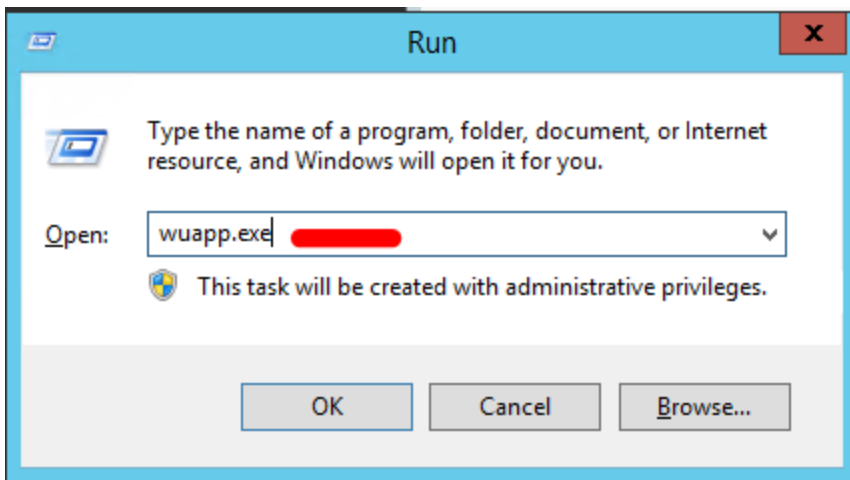 Run
x
Type the name of a program, folder, document, or Internet
resource, and Windows will open it for you.
Open: wuapp.exe
This task will be created with administrative privileges.
OK Cancel Browse...